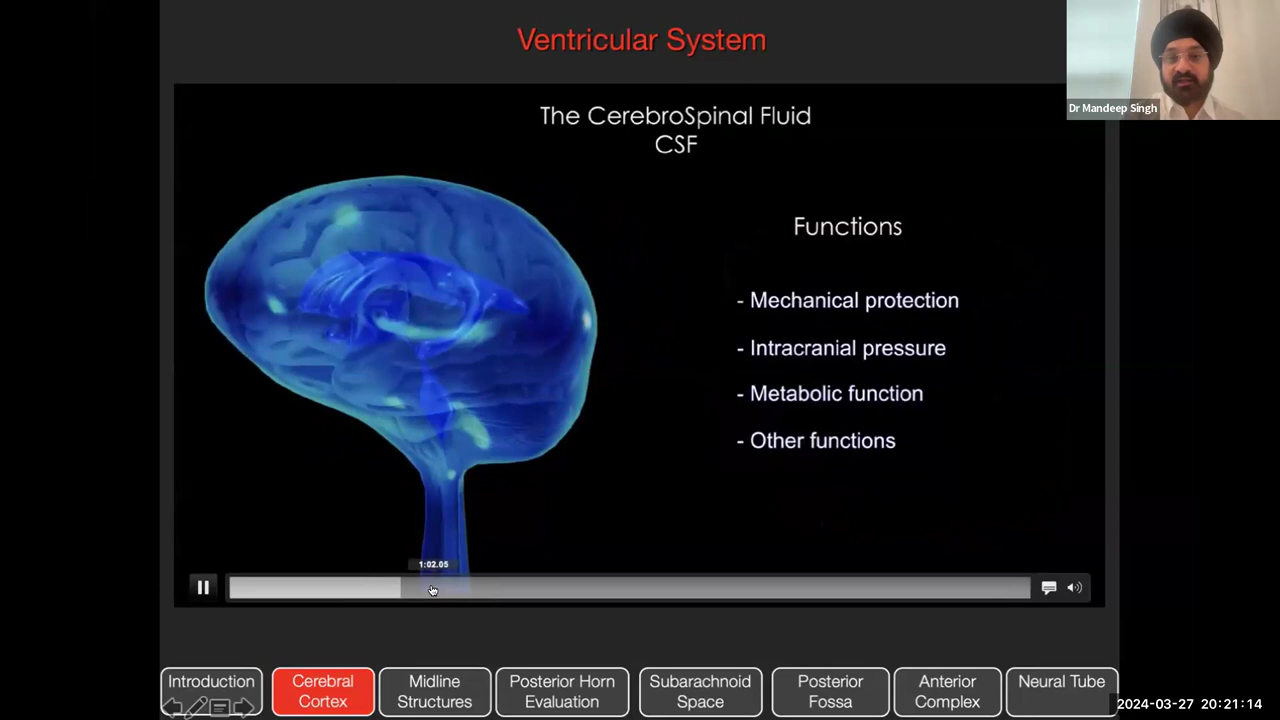 Ventricular System
Dr Mandeep Singh
The CerebroSpinal Fluid
CSF
Functions
- Mechanical protection
- Intracranial pressure
- Metabolic function
- Other functions
1:02.05
Introduction
Cerebral
Cortex
Midline
Structures
Posterior Horn
Evaluation
Subarachnoid
Space
Posterior
Fossa
Anterior
Complex
Neural Tube
2024-03-27 20:21:14